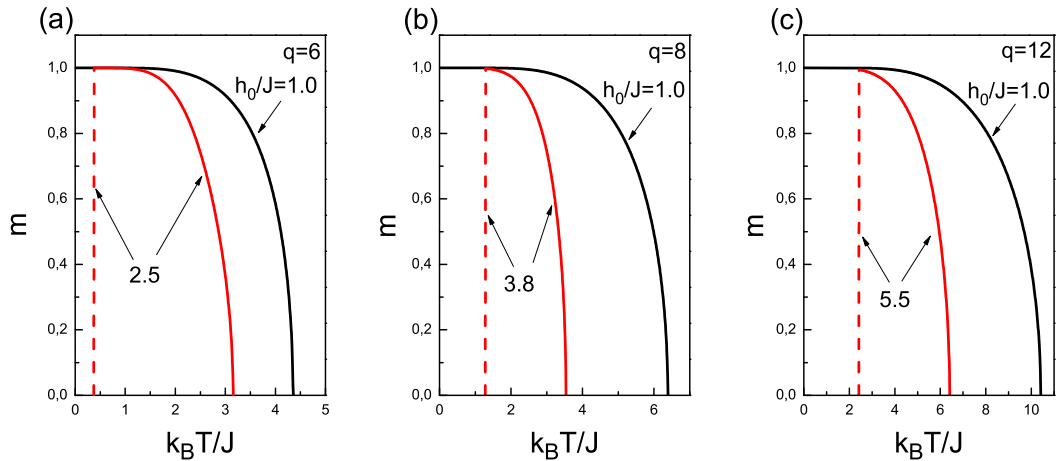 (a)
q=6
h0/J=1.0
2.5
m
1,0
0,8
0,6
0,4
0,2
0,0
0 1 2 3 4 5
kBT/J
(b)
q=8
h0/J=1.0
3.8
m
1,0
0,8
0,6
0,4
0,2
0,0
0 2 4 6
kBT/J
(c)
q=12
h0/J=1.0
5.5
m
1,0
0,8
0,6
0,4
0,2
0,0
0 2 4 6 8 10
kBT/J